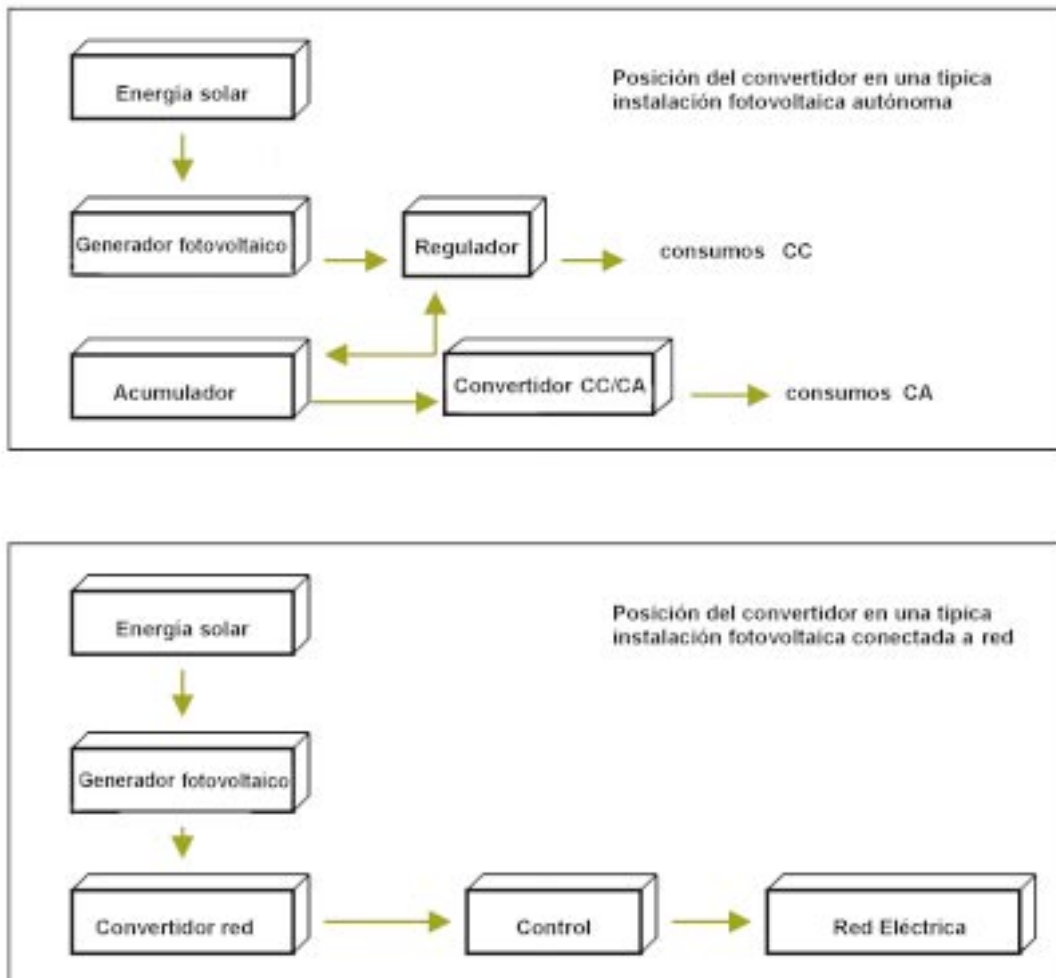 Energía solar
Posición del convertidor en una típica
instalación fotovoltaica autónoma
Generador fotovoltaico
Regulador
consumos CC
Acumulador
Convertidor CC/CA
consumos CA
Energía solar
Posición del convertidor en una típica
instalación fotovoltaica conectada a red
Generador fotovoltaico
Convertidor red
Control
Red Eléctrica